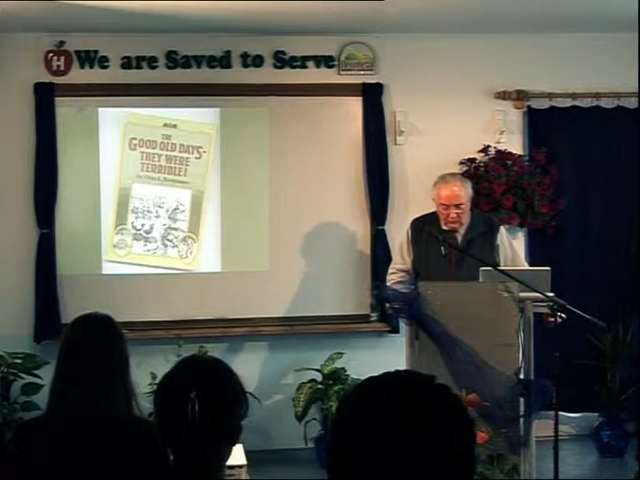 H We are Saved to Serve
THE
GOOD OLD DAYS-
THEY WERE
TERRIBLE!